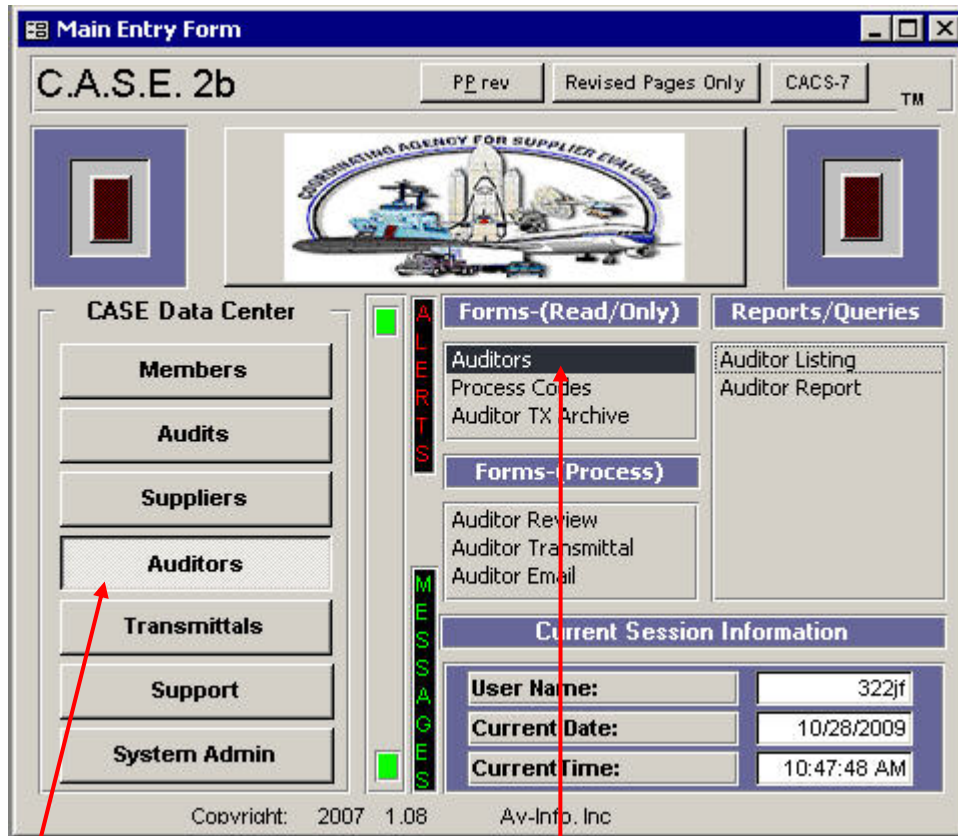 Main Entry Form
C.A.S.E. 2b
PP rev
Revised Pages Only
CACS-7
TM
COORDINATING AGENCY FOR SUPPLIER EVALUATION
CASE Data Center
Members
Audits
Suppliers
Auditors
Transmittals
Support
System Admin
ALERTS
MESSAGES
Forms-(Read/Only)
Auditors
Process Codes
Auditor TX Archive
Forms-(Process)
Auditor Review
Auditor Transmittal
Auditor Email
Reports/Queries
Auditor Listing
Auditor Report
Current Session Information
User Name: 322jf
Current Date: 10/28/2009
CurrentTime: 10:47:48 AM
Copyright: 2007 1.08 Av-Info, Inc